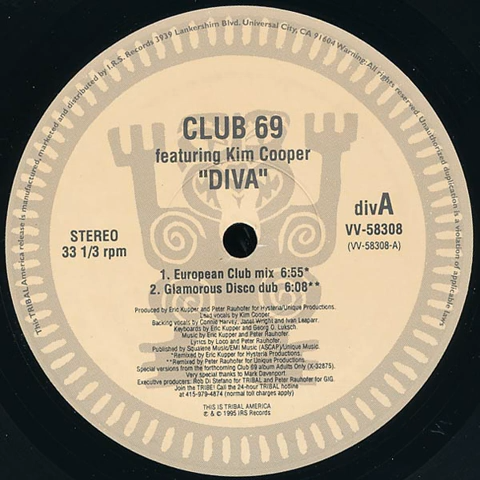 This TRIBAL America release is manufactured, marketed and distributed by I.R.S. Records 3939 Lankershim Blvd. Universal City, CA 91604 Warning: All rights reserved. Unauthorized duplication is a violation of applicable laws
CLUB 69
featuring Kim Cooper
"DIVA"
STEREO
33 1/3 rpm
divA
VV-58308
(VV-58308-A)
1. European Club mix 6:55*
2. Glamorous Disco dub 6:08**
Produced by Eric Kupper and Peter Rauhofer for Hysteria/Unique Productions.
Lead vocals by Kim Cooper.
Backing vocals by Connie Harvey, Janal Wright and Ivan Leaparr.
Keyboards by Eric Kupper and Georg O. Luksch.
Music by Eric Kupper and Peter Rauhofer.
Lyrics by Loco and Peter Rauhofer.
Published by Squalene Music/EMI Music (ASCAP)/Unique Music.
*Remixed by Eric Kupper for Hysteria Productions.
**Remixed by Peter Rauhofer for Unique Productions.
Special versions from the forthcoming Club 69 album Adults Only (X-02875).
Very special thanks to Mark Davenport
Executive producers: Rob Di Stefano for TRIBAL and Peter Rauhofer for GIG.
Join the TRIBE! Call the 24-hour TRIBAL hotline
at 415-979-4874 (normal toll charges apply)
THIS IS TRIBAL AMERICA
℗ & © 1995 IRS Records